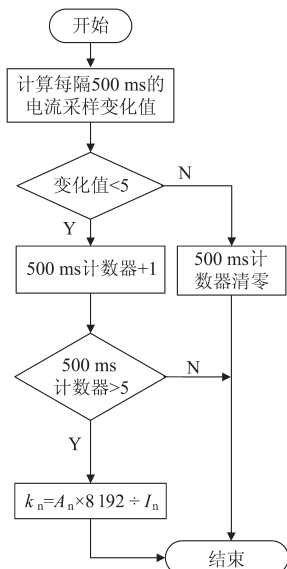 开始
计算每隔500 ms的
电流采样变化值
变化值<5
N
Y
500 ms计数器+1
500 ms计
数器清零
500 ms
计数器>5
N
Y
kn=An×8 192÷In
结束